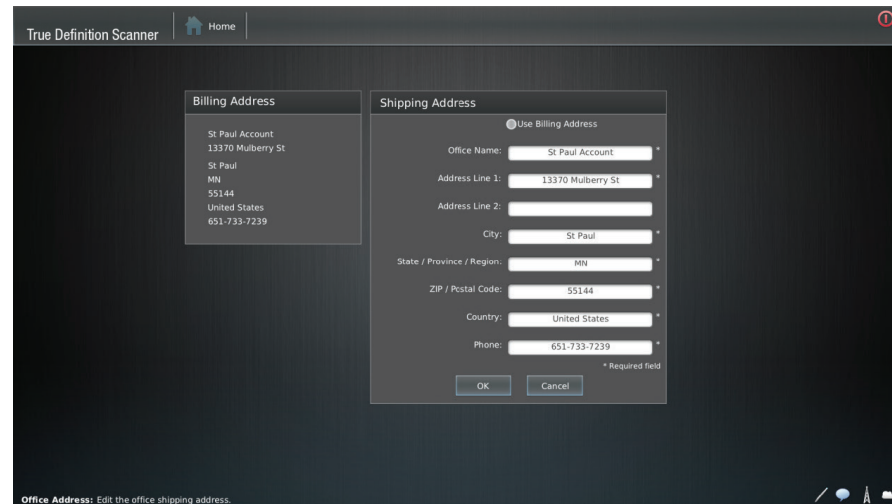 True Definition Scanner
Home
Billing Address
St Paul Account
13370 Mulberry St
St Paul
MN
55144
United States
651-733-7239
Shipping Address
Use Billing Address
Office Name: St Paul Account *
Address Line 1: 13370 Mulberry St *
Address Line 2:
City: St Paul *
State / Province / Region: MN *
ZIP / Postal Code: 55144 *
Country: United States *
Phone: 651-733-7239 *
* Required field
OK Cancel
Office Address: Edit the office shipping address.